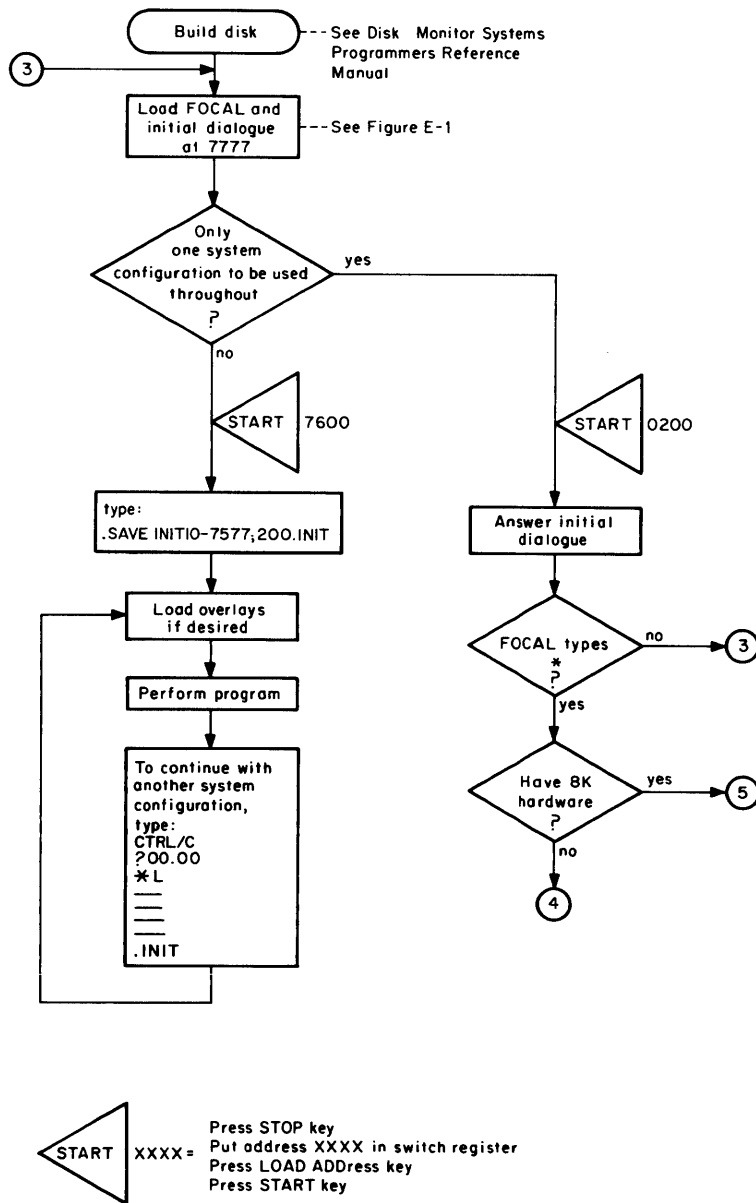 Build disk
See Disk Monitor Systems
Programmers Reference
Manual
3
Load FOCAL and
initial dialogue
at 7777
See Figure E-1
Only
one system
configuration to be used
throughout
?
yes
no
START 7600
START 0200
type:
.SAVE INIT!0-7577;200.INIT
Answer initial
dialogue
Load overlays
if desired
FOCAL types
*
?
no
3
yes
Perform program
To continue with
another system
configuration,
type:
CTRL/C
?00.00
*L
.INIT
Have 8K
hardware
?
yes
5
no
4
START XXXX =
Press STOP key
Put address XXXX in switch register
Press LOAD ADDress key
Press START key